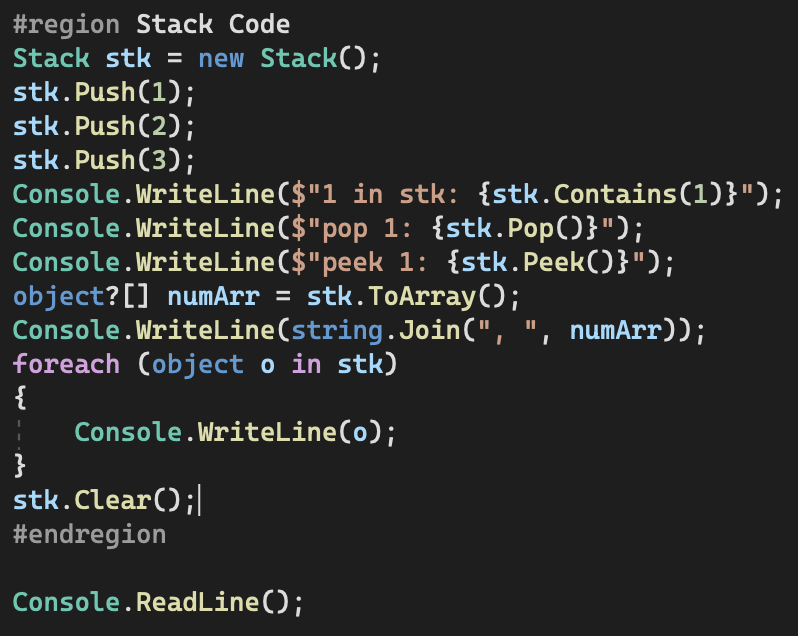 #region Stack Code
Stack stk = new Stack();
stk.Push(1);
stk.Push(2);
stk.Push(3);
Console.WriteLine($"1 in stk: {stk.Contains(1)}");
Console.WriteLine($"pop 1: {stk.Pop()}");
Console.WriteLine($"peek 1: {stk.Peek()}");
object?[] numArr = stk.ToArray();
Console.WriteLine(string.Join(", ", numArr));
foreach (object o in stk)
{
    Console.WriteLine(o);
}
stk.Clear();
#endregion

Console.ReadLine();